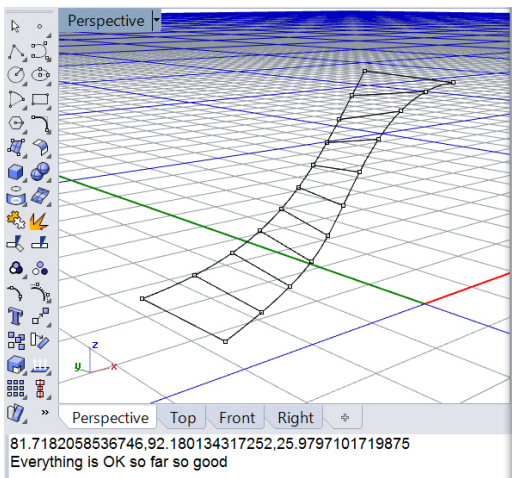 Perspective
z
y
x
Perspective Top Front Right
81.7182058536746,92.180134317252,25.9797101719875
Everything is OK so far so good